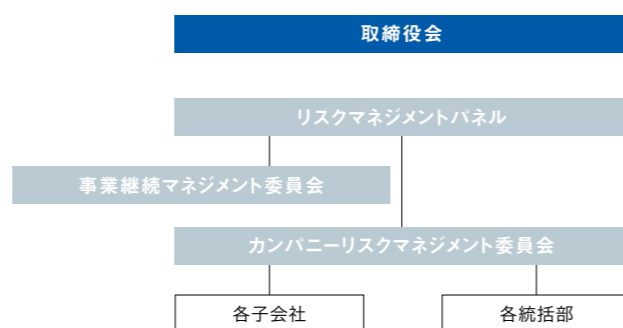 取締役会
リスクマネジメントパネル
事業継続マネジメント委員会
カンパニーリスクマネジメント委員会
各子会社
各統括部